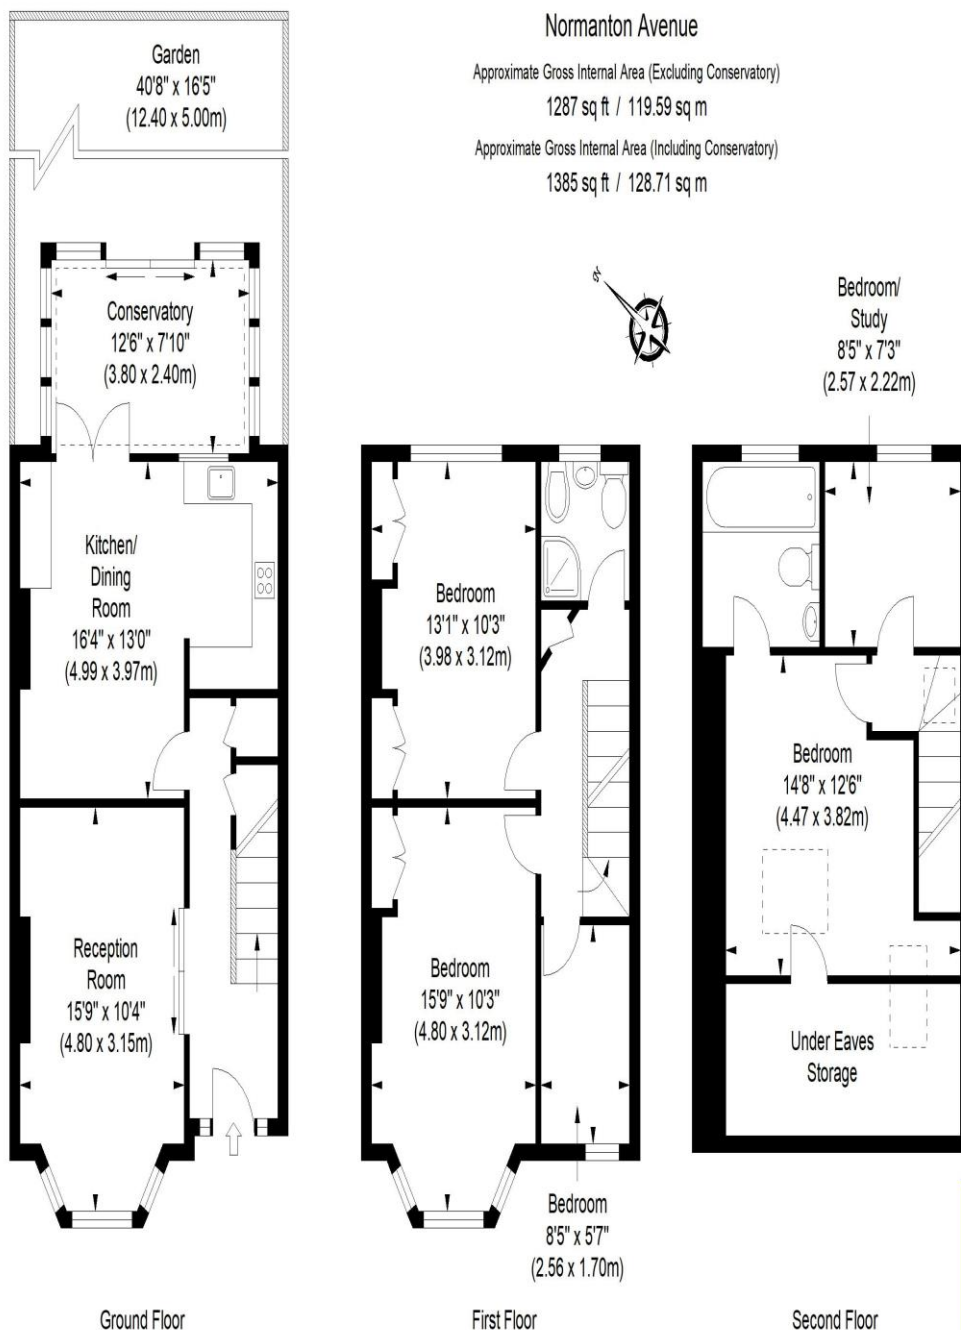 Normanton Avenue
Approximate Gross Internal Area (Excluding Conservatory)
1287 sq ft / 119.59 sq m
Approximate Gross Internal Area (Including Conservatory)
1385 sq ft / 128.71 sq m
Garden
40'8" x 16'5"
(12.40 x 5.00m)
Conservatory
12'6" x 7'10"
(3.80 x 2.40m)
Kitchen/
Dining
Room
16'4" x 13'0"
(4.99 x 3.97m)
Reception
Room
15'9" x 10'4"
(4.80 x 3.15m)
Ground Floor
Bedroom
13'1" x 10'3"
(3.98 x 3.12m)
Bedroom
15'9" x 10'3"
(4.80 x 3.12m)
Bedroom
8'5" x 5'7"
(2.56 x 1.70m)
First Floor
Bedroom/
Study
8'5" x 7'3"
(2.57 x 2.22m)
Bedroom
14'8" x 12'6"
(4.47 x 3.82m)
Under Eaves
Storage
Second Floor